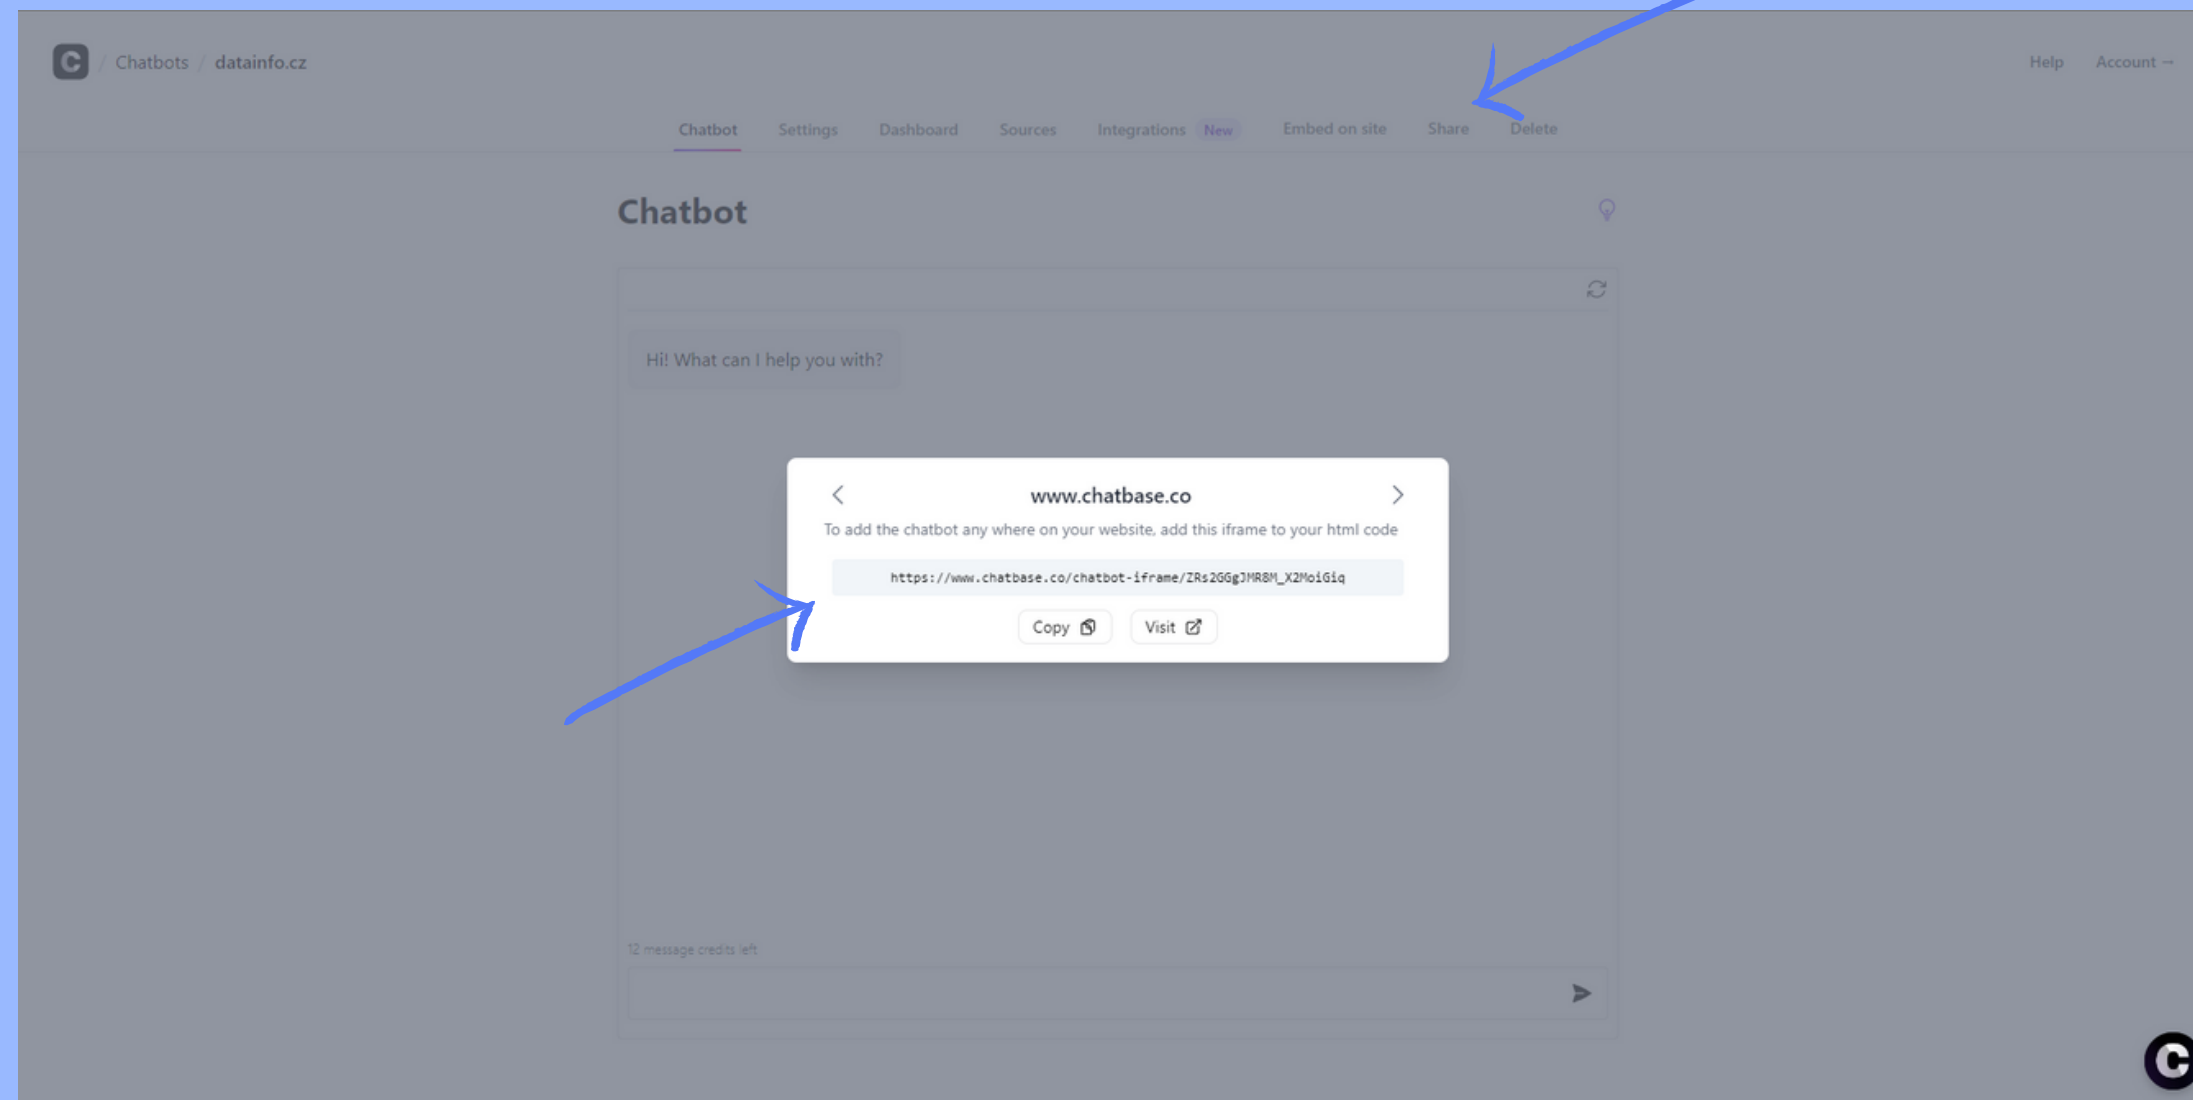 C / Chatbots / datainfo.cz
Help Account →
Chatbot Settings Dashboard Sources Integrations New Embed on site Share Delete
Chatbot
Hi! What can I help you with?
www.chatbase.co
To add the chatbot any where on your website, add this iframe to your html code
https://www.chatbase.co/chatbot-iframe/ZRs2GGgJMR8M_X2MoiGiq
Copy Visit
12 message credits left
C